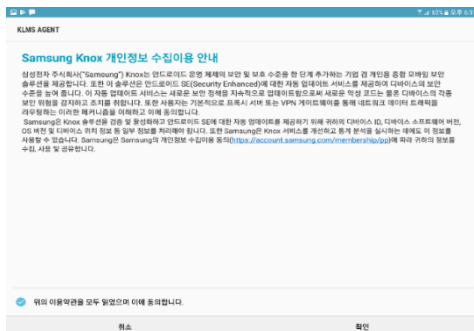 62% 오후 6:3
KLMS AGENT
Samsung Knox 개인정보 수집이용 안내
삼성전자 주식회사("Samsung") Knox는 안드로이드 운영 체제의 보안 및 보호 수준을 한 단계 추가하는 기업 겸 개인용 종합 모바일 보안
솔루션을 제공합니다. 또한 이 솔루션은 안드로이드 SE(Security Enhanced)에 대한 자동 업데이트 서비스를 제공하여 디바이스의 보안
수준을 높여 줍니다. 이 자동 업데이트 서비스는 새로운 보안 정책을 지속적으로 업데이트함으로써 새로운 악성 코드는 물론 디바이스의 각종
보안 위험을 감지하고 조치를 취합니다. 또한 사용자는 기본적으로 프록시 서버 또는 VPN 게이트웨이를 통해 네트워크 데이터 트래픽을
라우팅하는 이러한 메커니즘을 이해하고 이에 동의합니다.
Samsung은 Knox 솔루션을 검증 및 활성화하고 안드로이드 SE에 대한 자동 업데이트를 제공하기 위해 귀하의 디바이스 ID, 디바이스 소프트웨어 버전,
OS 버전 및 디바이스 위치 정보 등 일부 정보를 처리해야 합니다. 또한 Samsung은 Knox 서비스를 개선하고 통계 분석을 실시하는 데에도 이 정보를
사용할 수 있습니다. Samsung은 Samsung의 개인정보 수집이용 동의(https://account.samsung.com/membership/pp)에 따라 귀하의 정보를
수집, 사용 및 공유합니다.
위의 이용약관을 모두 읽었으며 이에 동의합니다.
취소 확인